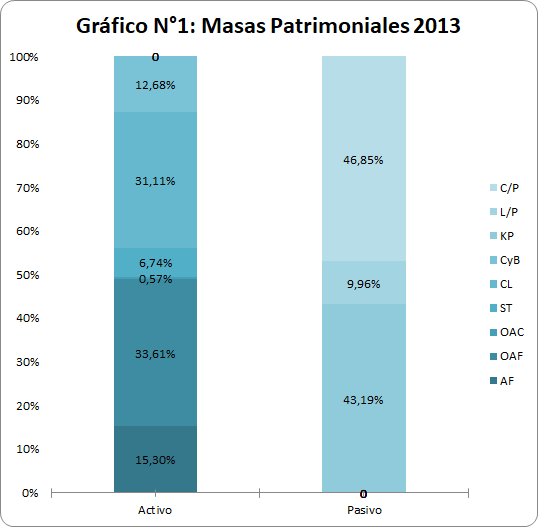 Gráfico N°1: Masas Patrimoniales 2013
100%
90%
80%
70%
60%
50%
40%
30%
20%
10%
0%
0
12,68%
31,11%
6,74%
0,57%
33,61%
15,30%
46,85%
9,96%
43,19%
0
Activo
Pasivo
C/P
L/P
KP
CyB
CL
ST
OAC
OAF
AF